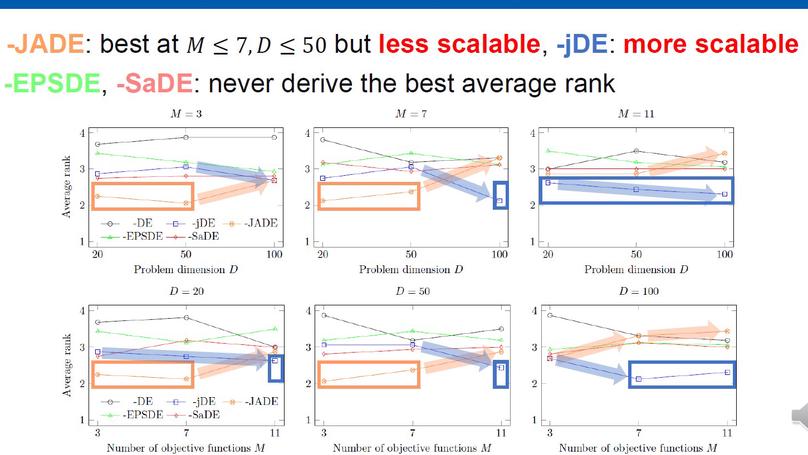 -JADE: best at M ≤ 7, D ≤ 50 but less scalable, -jDE: more scalable
-EPSDE, -SaDE: never derive the best average rank
M = 3
M = 7
M = 11
Average rank
4
3
2
1
-DE -jDE -JADE
-EPSDE -SaDE
20 50 100
Problem dimension D
4
3
2
1
20 50 100
Problem dimension D
4
3
2
1
20 50 100
Problem dimension D
D = 20
D = 50
D = 100
Average rank
4
3
2
1
-DE -jDE -JADE
-EPSDE -SaDE
3 7 11
Number of objective functions M
4
3
2
1
3 7 11
Number of objective functions M
4
3
2
1
3 7 11
Number of objective functions M